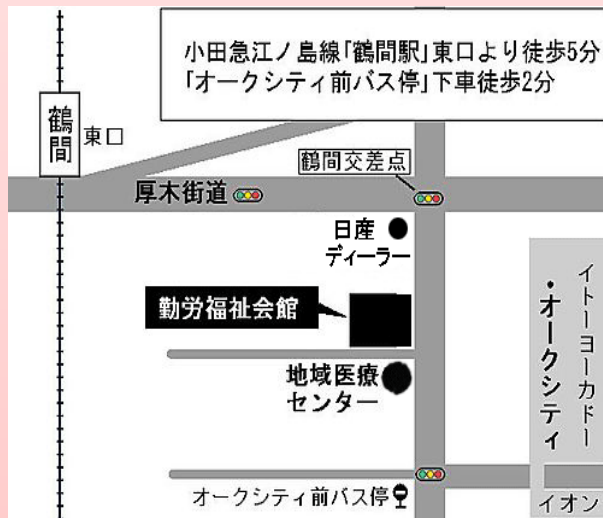 小田急江ノ島線「鶴間駅」東口より徒歩5分
「オークシティ前バス停」下車徒歩2分
鶴間
東口
鶴間交差点
厚木街道
日産
ディーラー
勤労福祉会館
地域医療
センター
イトーヨーカドー
・オークシティ
オークシティ前バス停
イオン